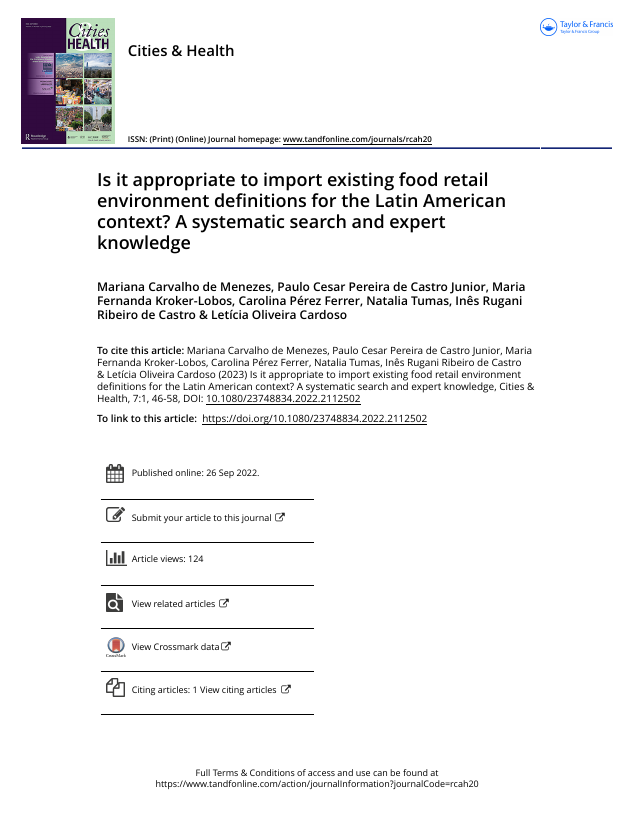 Cities
& HEALTH
Taylor & Francis
Taylor & Francis Group
Cities & Health
ISSN: (Print) (Online) Journal homepage: www.tandfonline.com/journals/rcah20
Is it appropriate to import existing food retail
environment definitions for the Latin American
context? A systematic search and expert
knowledge
Mariana Carvalho de Menezes, Paulo Cesar Pereira de Castro Junior, Maria
Fernanda Kroker-Lobos, Carolina Pérez Ferrer, Natalia Tumas, Inês Rugani
Ribeiro de Castro & Letícia Oliveira Cardoso
To cite this article: Mariana Carvalho de Menezes, Paulo Cesar Pereira de Castro Junior, Maria
Fernanda Kroker-Lobos, Carolina Pérez Ferrer, Natalia Tumas, Inês Rugani Ribeiro de Castro
& Letícia Oliveira Cardoso (2023) Is it appropriate to import existing food retail environment
definitions for the Latin American context? A systematic search and expert knowledge, Cities &
Health, 7:1, 46-58, DOI: 10.1080/23748834.2022.2112502
To link to this article: https://doi.org/10.1080/23748834.2022.2112502
Published online: 26 Sep 2022.
Submit your article to this journal
Article views: 124
View related articles
View Crossmark data
CrossMark
Citing articles: 1 View citing articles
Full Terms & Conditions of access and use can be found at
https://www.tandfonline.com/action/journalInformation?journalCode=rcah20